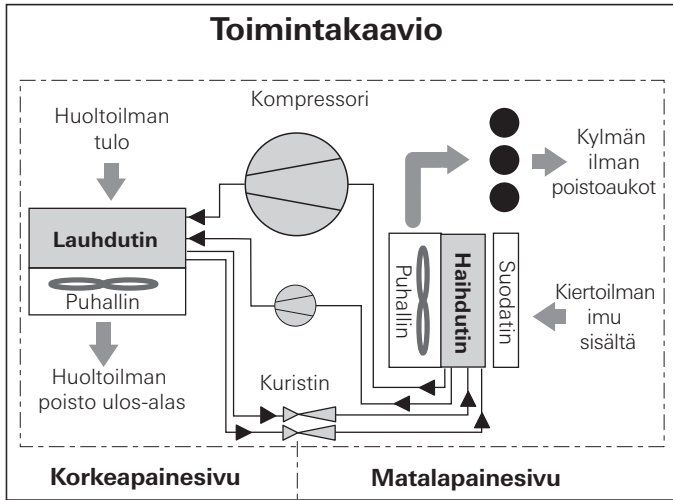 Toimintakaavio
Kompressori
Huoltoilman
tulo
Kylmän
ilman
poistoaukot
Lauhdutin
Puhallin
Puhallin
Haihdutin
Suodatin
Kiertoilman
imu
sisältä
Huoltoilman
poisto ulos-alas
Kuristin
Korkeapainesivu
Matalapainesivu